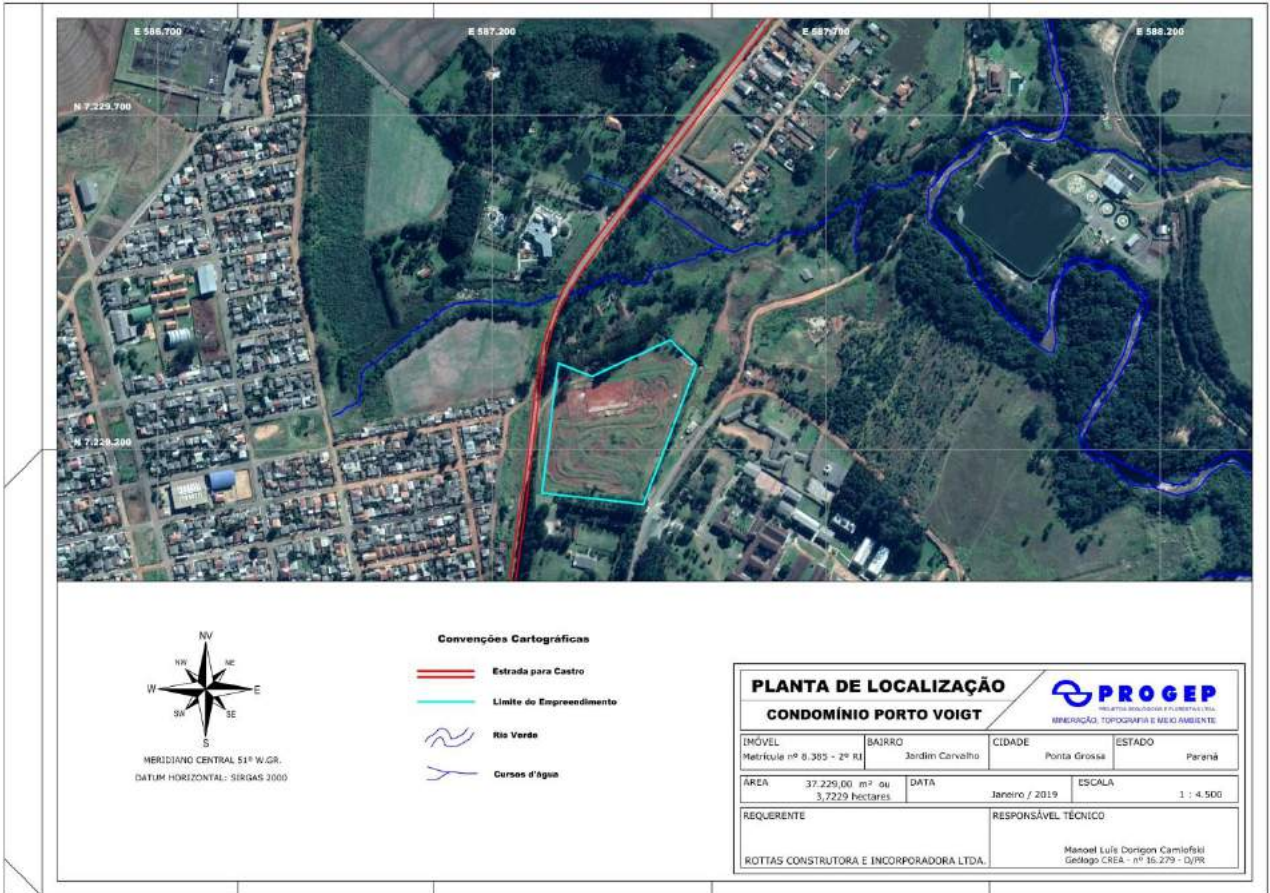 E 586.700
E 587.200
E 587.700
E 588.200
N 7.229.700
N 7.229.200
NV
NW
NE
W
E
SW
SE
S
MERIDIANO CENTRAL 51º W.GR.
DATUM HORIZONTAL: SIRGAS 2000
Convenções Cartográficas
Estrada para Castro
Limite do Empreendimento
Rio Verde
Cursos d'água
PLANTA DE LOCALIZAÇÃO
CONDOMÍNIO PORTO VOIGT
PROGEP
MINERAÇÃO, TOPOGRAFIA E MEIO AMBIENTE
IMÓVEL
Matrícula nº 8.385 - 2º RI
BAIRRO
Jardim Carvalho
CIDADE
Ponta Grossa
ESTADO
Paraná
ÁREA
37.229,00 m² ou
3,7229 hectares
DATA
Janeiro / 2019
ESCALA
1 : 4.500
REQUERENTE
ROTTAS CONSTRUTORA E INCORPORADORA LTDA.
RESPONSÁVEL TÉCNICO
Manoel Luís Dorigon Camlofski
Geólogo CREA - nº 16.279 - D/PR